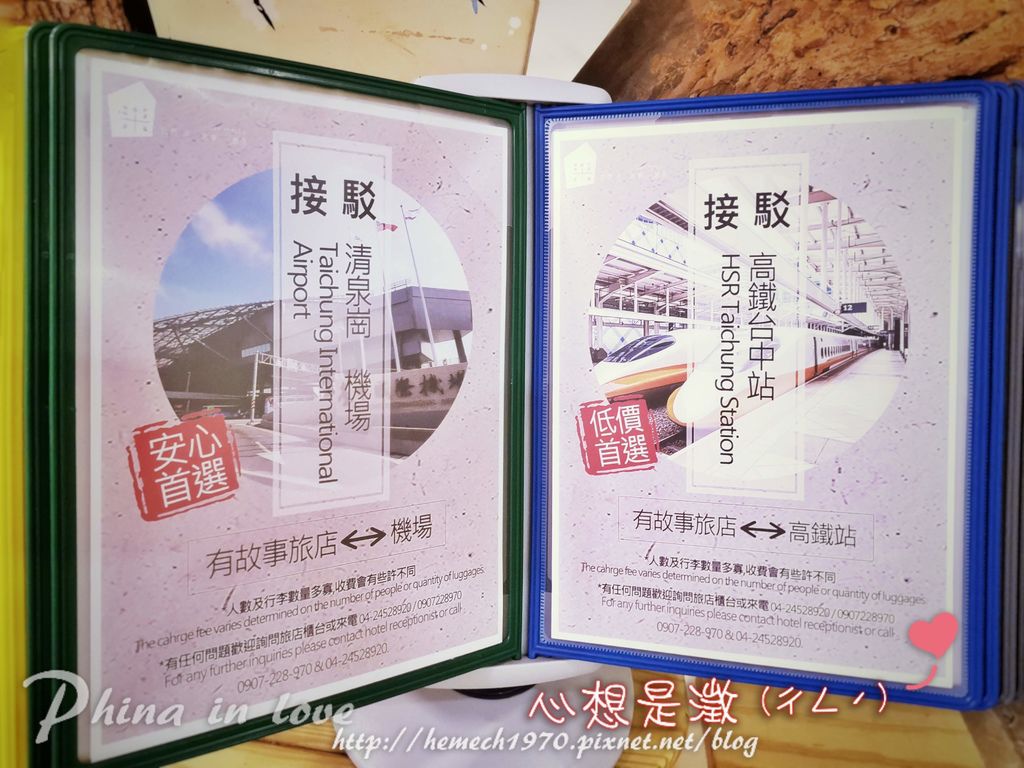 接駁
清泉崗 機場
Taichung International
Airport
安心
首選
有故事旅店↔機場
*人數及行李數量多寡,收費會有些許不同
The cahrge fee varies determined on the number of people or quantity of luggages.
*有任何問題歡迎詢問旅店櫃台或來電 04-24528920 / 0907228970
For any further inquiries please contact hotel receptionist or call
0907-228-970 & 04-24528920.
接駁
高鐵台中站
HSR Taichung Station
12
低價
首選
有故事旅店↔高鐵站
*人數及行李數量多寡,收費會有些許不同
The cahrge fee varies determined on the number of people or quantity of luggages.
*有任何問題歡迎詢問旅店櫃台或來電 04-24528920 / 0907228970
For any further inquiries please contact hotel receptionist or call
0907-228-970 & 04-24528920.
Phina in love
心想是澂 (ㄔㄥˊ)
http://hemech1970.pixnet.net/blog